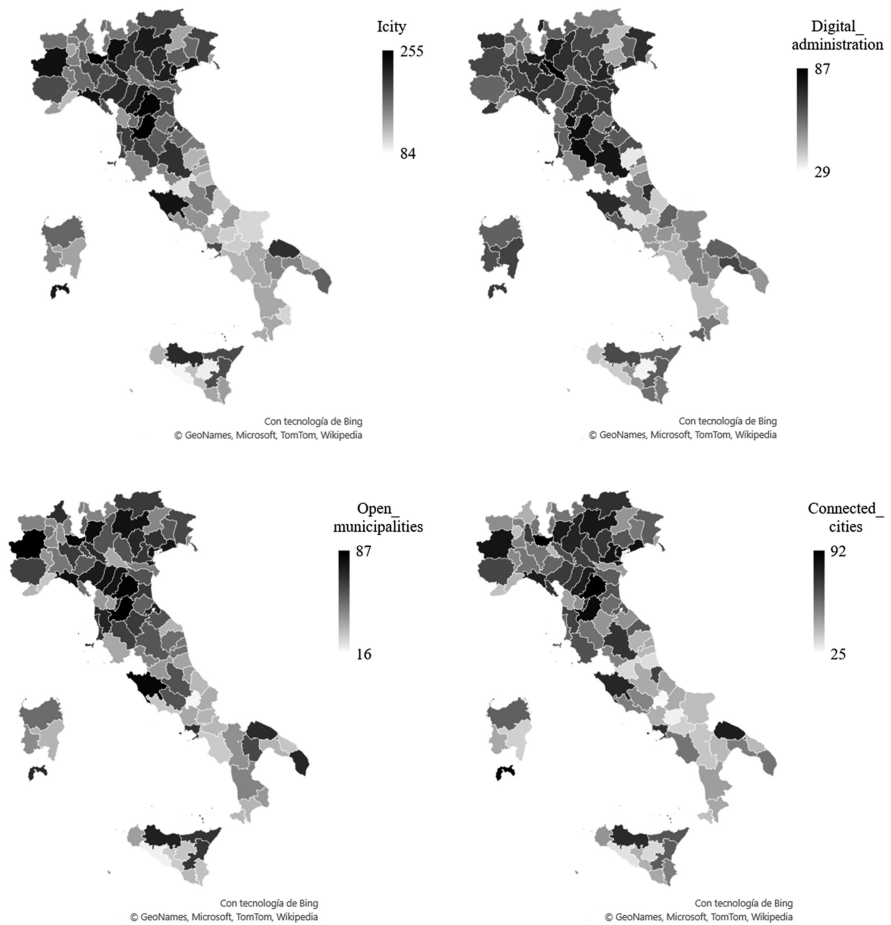 Icity
255
84
Con tecnología de Bing
© GeoNames, Microsoft, TomTom, Wikipedia
Digital_
administration
87
29
Con tecnología de Bing
© GeoNames, Microsoft, TomTom, Wikipedia
Open_
municipalities
87
16
Con tecnología de Bing
© GeoNames, Microsoft, TomTom, Wikipedia
Connected_
cities
92
25
Con tecnología de Bing
© GeoNames, Microsoft, TomTom, Wikipedia